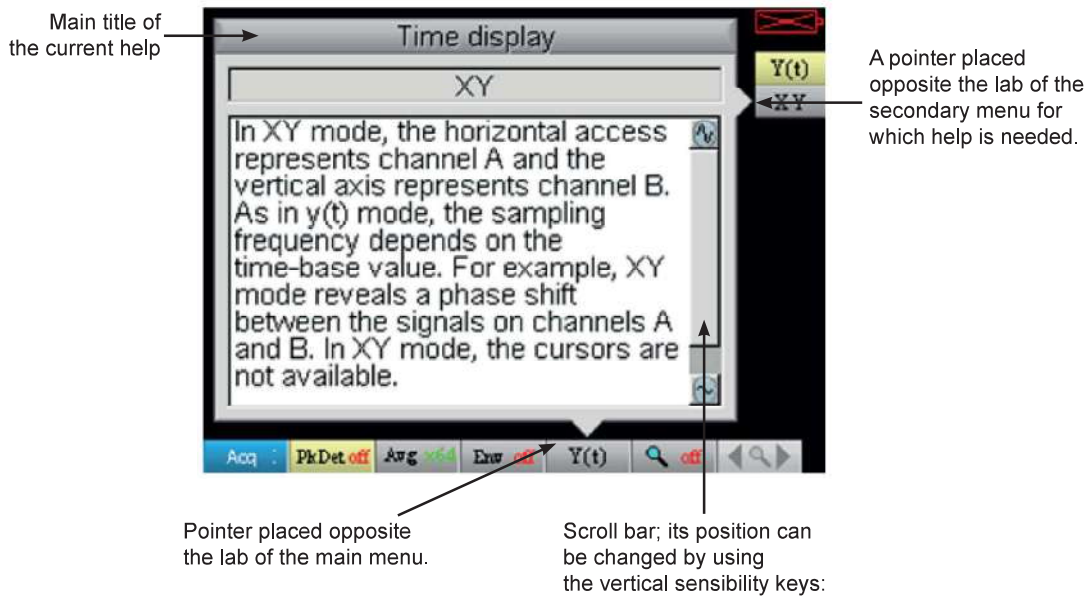 Main title of
the current help
Time display
XY
Y(t)
XY
A pointer placed
opposite the lab of the
secondary menu for
which help is needed.
In XY mode, the horizontal access
represents channel A and the
vertical axis represents channel B.
As in y(t) mode, the sampling
frequency depends on the
time-base value. For example, XY
mode reveals a phase shift
between the signals on channels A
and B. In XY mode, the cursors are
not available.
Acq : PkDet off Avg x64 Env off Y(t) off
Pointer placed opposite
the lab of the main menu.
Scroll bar; its position can
be changed by using
the vertical sensibility keys: